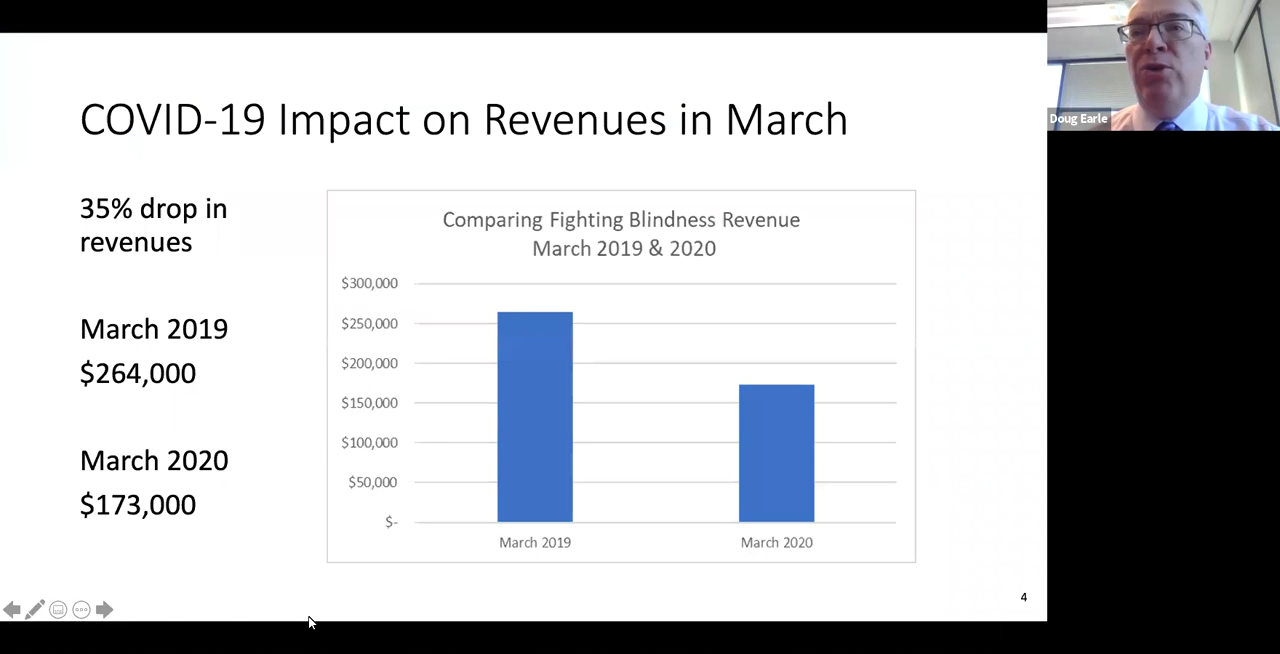 COVID-19 Impact on Revenues in March
Doug Earle
35% drop in
revenues
March 2019
$264,000
March 2020
$173,000
Comparing Fighting Blindness Revenue
March 2019 & 2020
$300,000
$250,000
$200,000
$150,000
$100,000
$50,000
$-
March 2019
March 2020
4